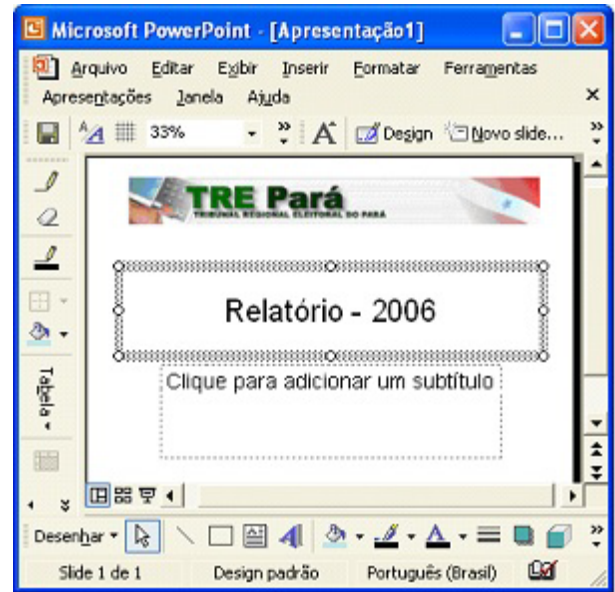 Microsoft PowerPoint - [Apresentação1]
Arquivo Editar Exibir Inserir Formatar Ferramentas
Apresentações Janela Ajuda
33% Design Novo slide...
TRE Pará
TRIBUNAL REGIONAL ELEITORAL DO PARÁ
Relatório - 2006
Clique para adicionar um subtítulo
Tabela
Desenhar
Slide 1 de 1 Design padrão Português (Brasil)